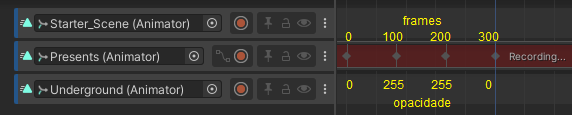 Starter_Scene (Animator)
frames
0 100 200 300
Presents (Animator)
Recording...
Underground (Animator)
0 255 255 0
opacidade